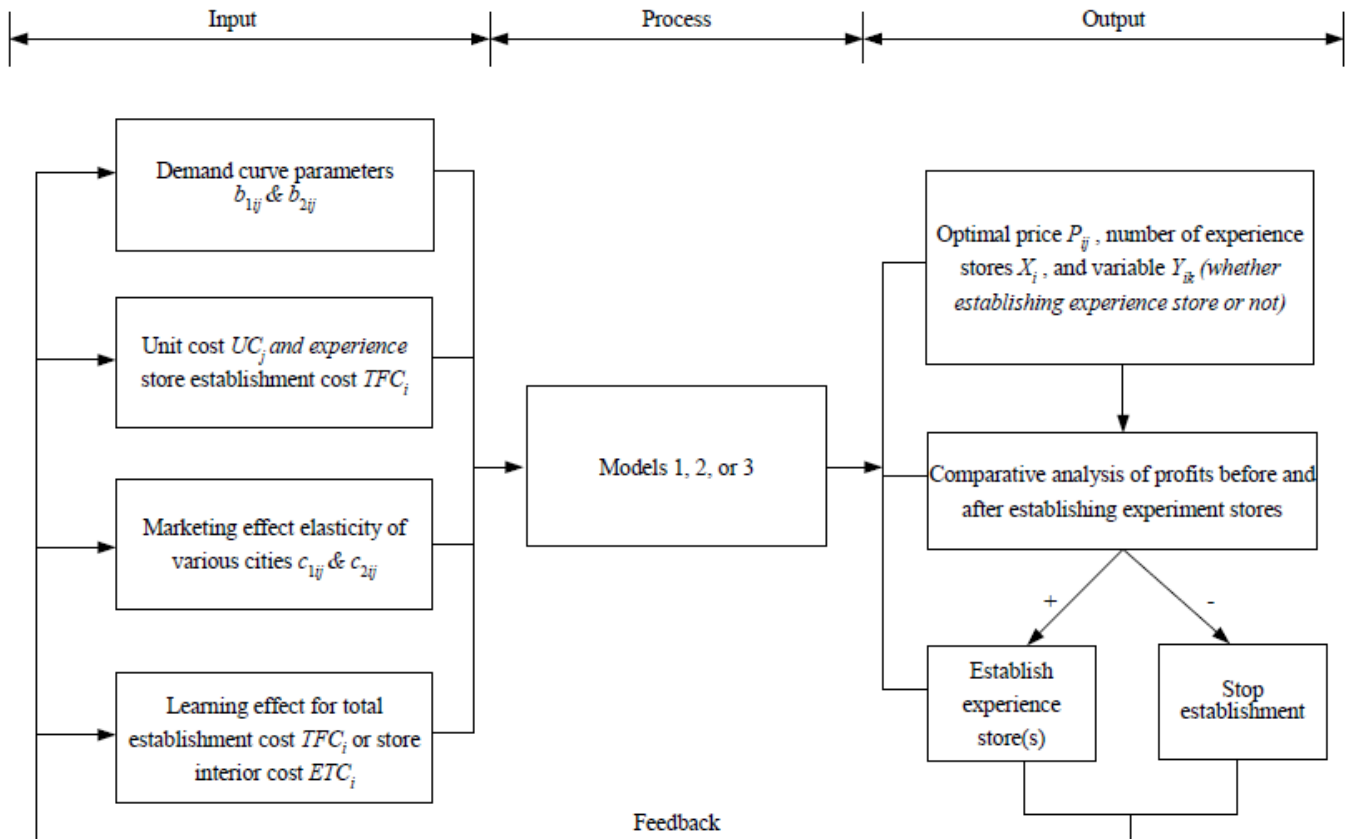 Input
Process
Output
Demand curve parameters
b1ij & b2ij
Unit cost UCj and experience
store establishment cost TFCi
Marketing effect elasticity of
various cities c1ij & c2ij
Learning effect for total
establishment cost TFCi or store
interior cost ETCi
Models 1, 2, or 3
Optimal price Pij , number of experience
stores Xi , and variable Yik (whether
establishing experience store or not)
Comparative analysis of profits before and
after establishing experiment stores
+
-
Establish
experience
store(s)
Stop
establishment
Feedback